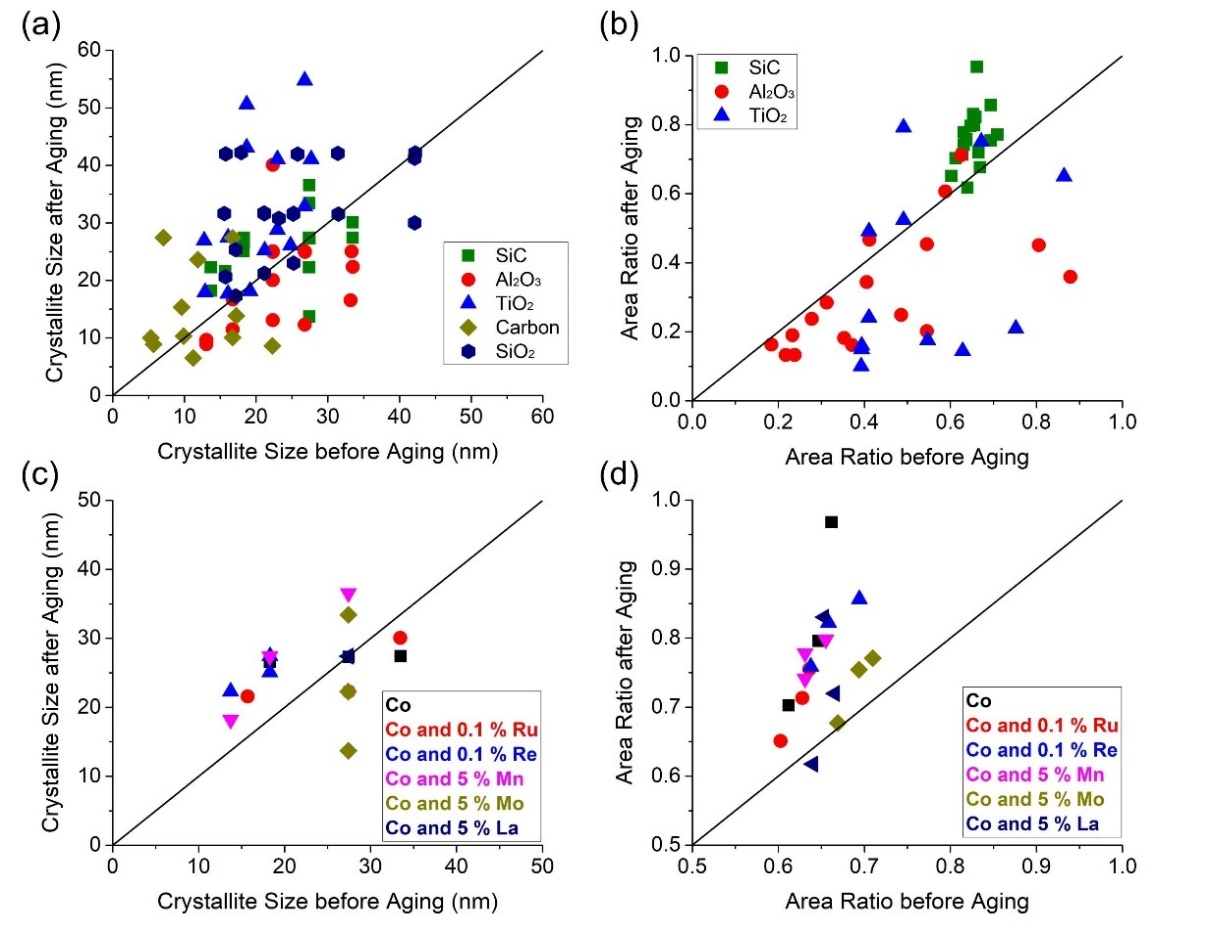 (a)
Crystallite Size after Aging (nm)
60
50
40
30
20
10
0
0 10 20 30 40 50 60
Crystallite Size before Aging (nm)
SiC
Al₂O₃
TiO₂
Carbon
SiO₂
(b)
Area Ratio after Aging
1.0
0.8
0.6
0.4
0.2
0.0
0.0 0.2 0.4 0.6 0.8 1.0
Area Ratio before Aging
SiC
Al₂O₃
TiO₂
(c)
Crystallite Size after Aging (nm)
50
40
30
20
10
0
0 10 20 30 40 50
Crystallite Size before Aging (nm)
Co
Co and 0.1 % Ru
Co and 0.1 % Re
Co and 5 % Mn
Co and 5 % Mo
Co and 5 % La
(d)
Area Ratio after Aging
1.0
0.9
0.8
0.7
0.6
0.5
0.5 0.6 0.7 0.8 0.9 1.0
Area Ratio before Aging
Co
Co and 0.1 % Ru
Co and 0.1 % Re
Co and 5 % Mn
Co and 5 % Mo
Co and 5 % La